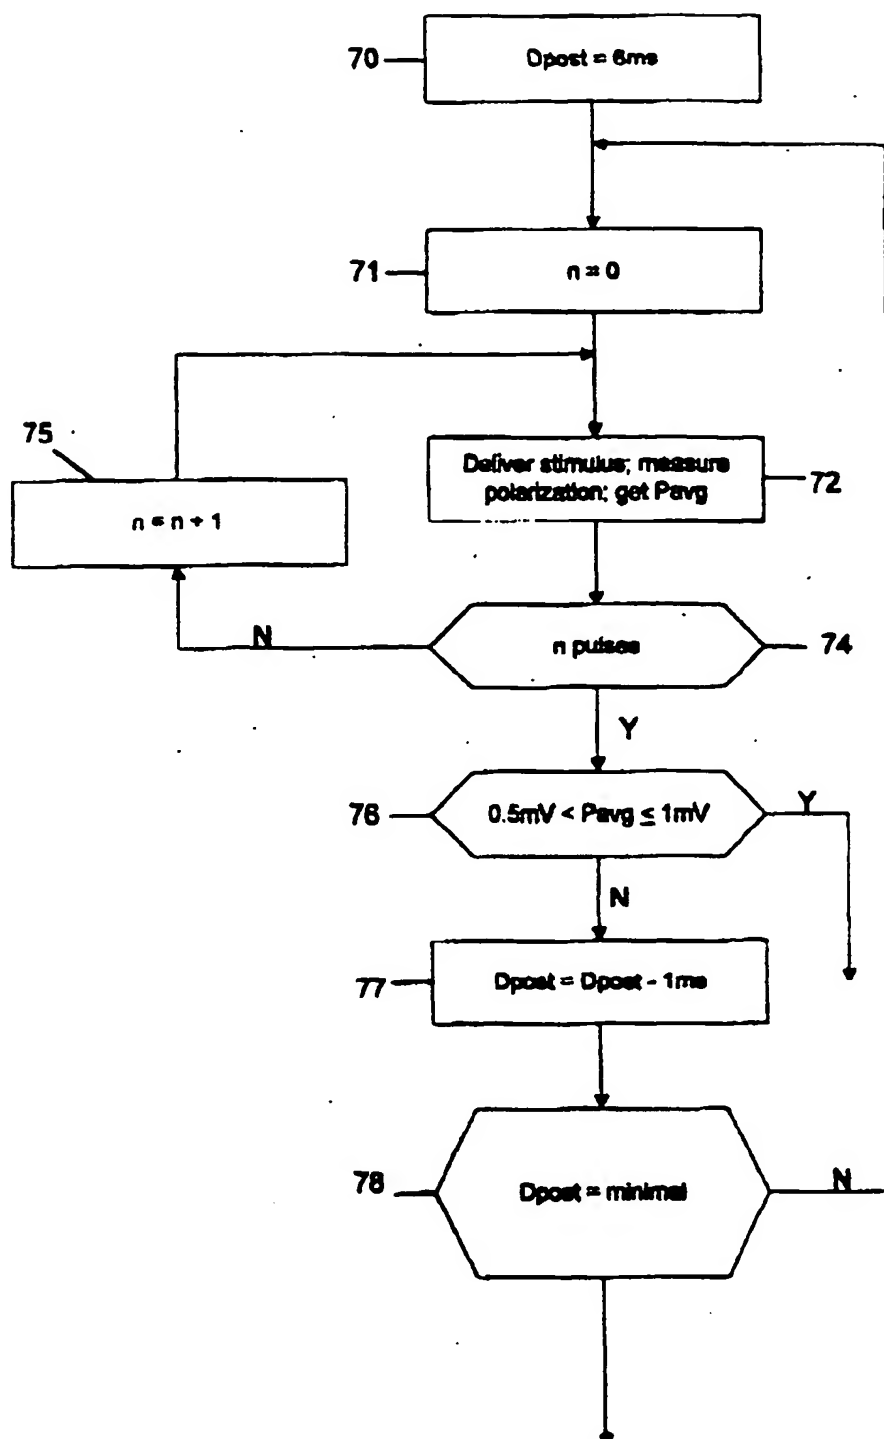 70
Dpost = 6ms
71
n = 0
75
n = n + 1
Deliver stimulus; measure
polarization; get Pavg
72
N
n pulses
74
Y
76
0.5mV < Pavg ≤ 1mV
Y
N
77
Dpost = Dpost - 1ms
78
Dpost = minimal
N